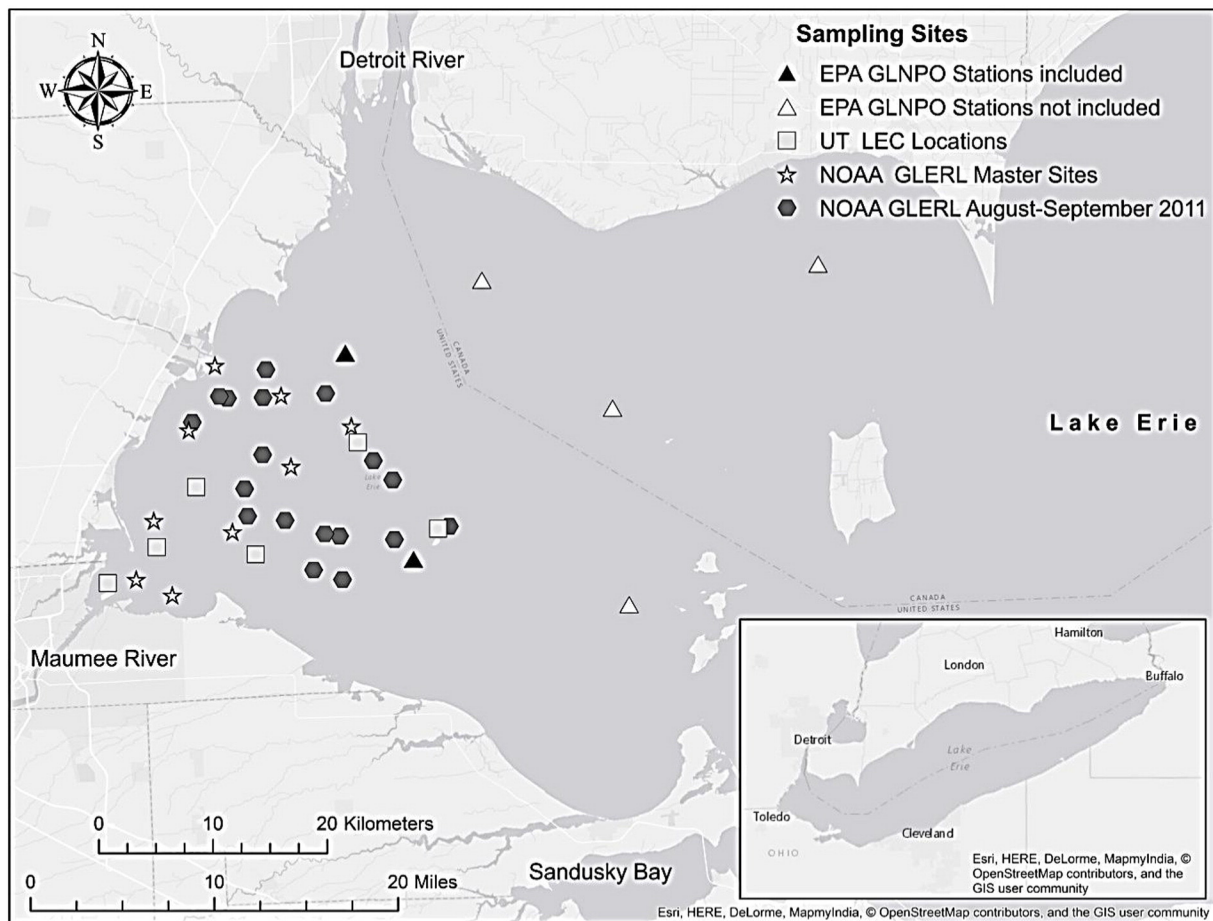 N
W E
S
Detroit River
Sampling Sites
EPA GLNPO Stations included
EPA GLNPO Stations not included
UT LEC Locations
NOAA GLERL Master Sites
NOAA GLERL August-September 2011
CANADA
UNITED STATES
Lake Erie
Lake
Erie
CANADA
UNITED STATES
Maumee River
Hamilton
London
Buffalo
Detroit
Lake
Erie
Toledo
Cleveland
OHIO
Esri, HERE, DeLorme, MapmyIndia, ©
OpenStreetMap contributors, and the
GIS user community
0 10 20 Kilometers
0 10 20 Miles
Sandusky Bay
Esri, HERE, DeLorme, MapmyIndia, © OpenStreetMap contributors, and the GIS user community